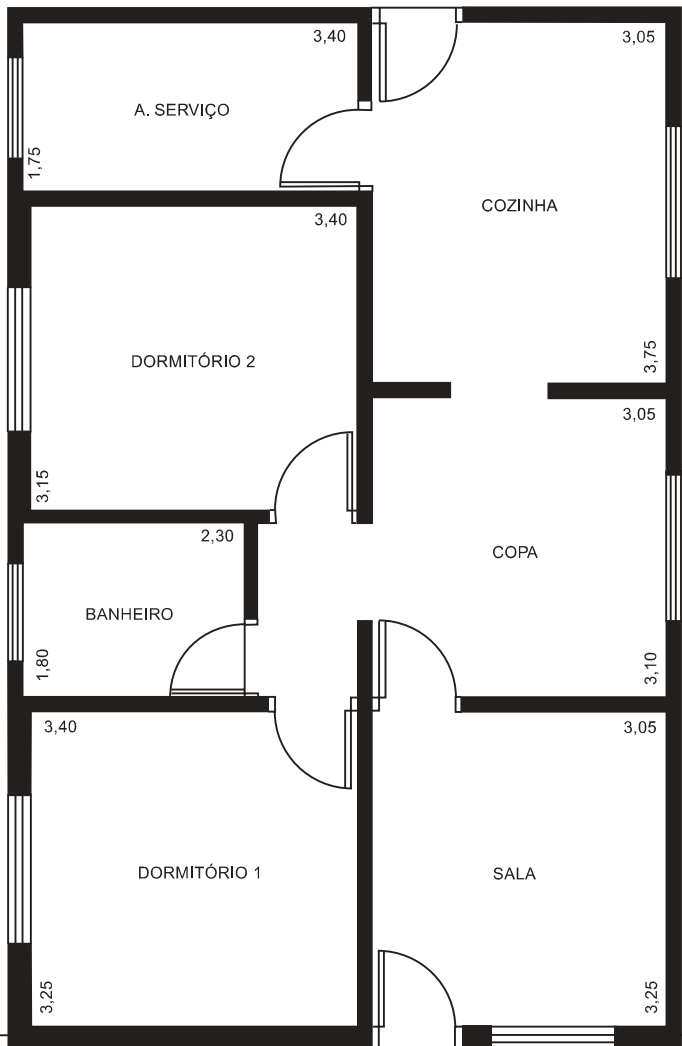 3,40
3,05
A. SERVIÇO
1,75
COZINHA
3,40
DORMITÓRIO 2
3,75
3,05
3,15
2,30
COPA
BANHEIRO
1,80
3,10
3,40
3,05
DORMITÓRIO 1
SALA
3,25
3,25